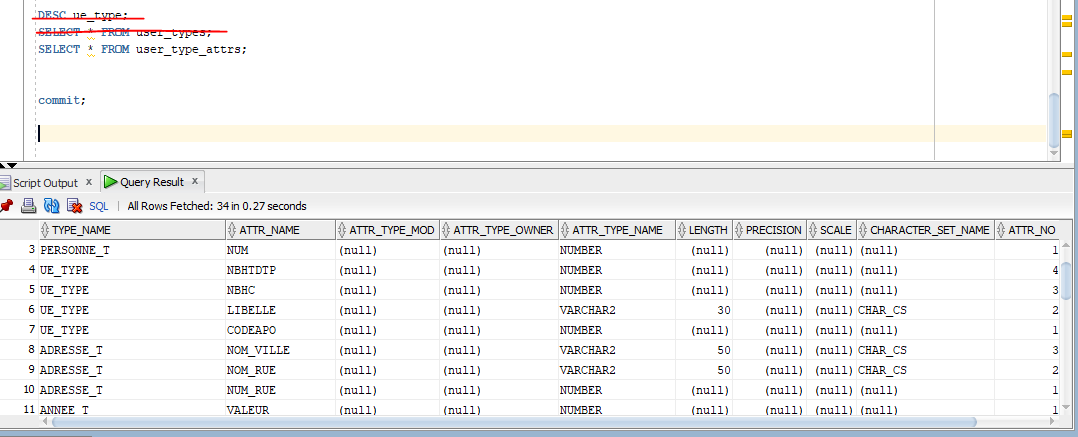 DESC ue_type;
SELECT * FROM user_types;
SELECT * FROM user_type_attrs;
commit;
Script Output x Query Result x
SQL | All Rows Fetched: 34 in 0.27 seconds
TYPE_NAME ATTR_NAME ATTR_TYPE_MOD ATTR_TYPE_OWNER ATTR_TYPE_NAME LENGTH PRECISION SCALE CHARACTER_SET_NAME ATTR_NO
3 PERSONNE_T NUM (null) (null) NUMBER (null) (null) (null) (null) 1
4 UE_TYPE NBHTDTP (null) (null) NUMBER (null) (null) (null) (null) 4
5 UE_TYPE NBHC (null) (null) NUMBER (null) (null) (null) (null) 3
6 UE_TYPE LIBELLE (null) (null) VARCHAR2 30 (null) (null) CHAR_CS 2
7 UE_TYPE CODEAPO (null) (null) NUMBER (null) (null) (null) (null) 1
8 ADRESSE_T NOM_VILLE (null) (null) VARCHAR2 50 (null) (null) CHAR_CS 3
9 ADRESSE_T NOM_RUE (null) (null) VARCHAR2 50 (null) (null) CHAR_CS 2
10 ADRESSE_T NUM_RUE (null) (null) NUMBER (null) (null) (null) (null) 1
11 ANNEE_T VALEUR (null) (null) NUMBER (null) (null) (null) (null) 1